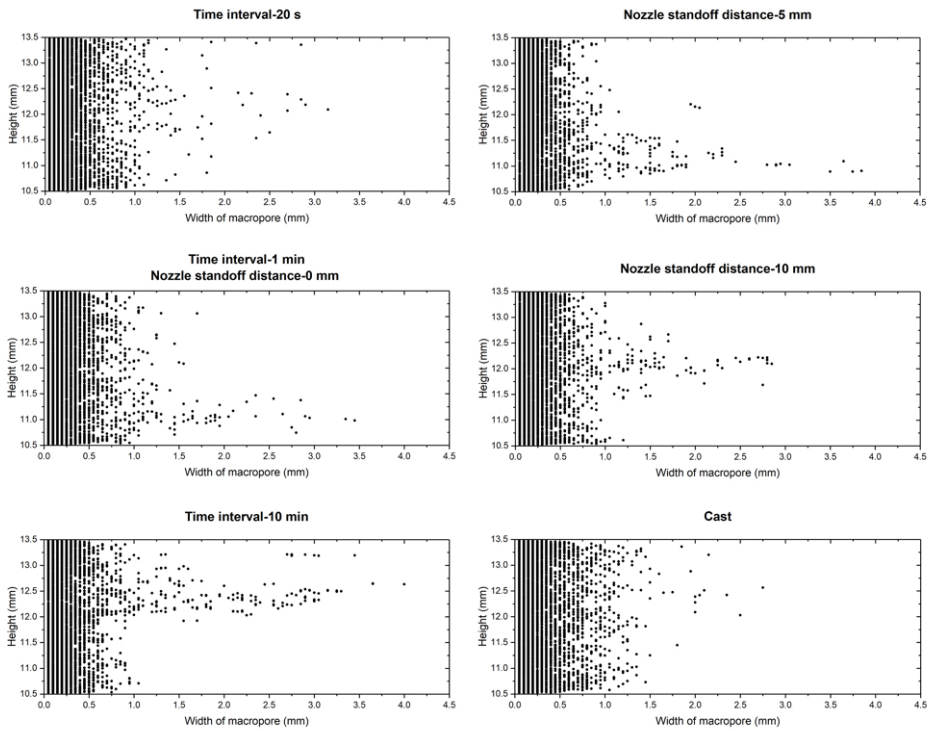 Time interval-20 s
Height (mm)
13.5
13.0
12.5
12.0
11.5
11.0
10.5
0.0 0.5 1.0 1.5 2.0 2.5 3.0 3.5 4.0 4.5
Width of macropore (mm)
Nozzle standoff distance-5 mm
Height (mm)
13.5
13.0
12.5
12.0
11.5
11.0
10.5
0.0 0.5 1.0 1.5 2.0 2.5 3.0 3.5 4.0 4.5
Width of macropore (mm)
Time interval-1 min
Nozzle standoff distance-0 mm
Height (mm)
13.5
13.0
12.5
12.0
11.5
11.0
10.5
0.0 0.5 1.0 1.5 2.0 2.5 3.0 3.5 4.0 4.5
Width of macropore (mm)
Nozzle standoff distance-10 mm
Height (mm)
13.5
13.0
12.5
12.0
11.5
11.0
10.5
0.0 0.5 1.0 1.5 2.0 2.5 3.0 3.5 4.0 4.5
Width of macropore (mm)
Time interval-10 min
Height (mm)
13.5
13.0
12.5
12.0
11.5
11.0
10.5
0.0 0.5 1.0 1.5 2.0 2.5 3.0 3.5 4.0 4.5
Width of macropore (mm)
Cast
Height (mm)
13.5
13.0
12.5
12.0
11.5
11.0
10.5
0.0 0.5 1.0 1.5 2.0 2.5 3.0 3.5 4.0 4.5
Width of macropore (mm)